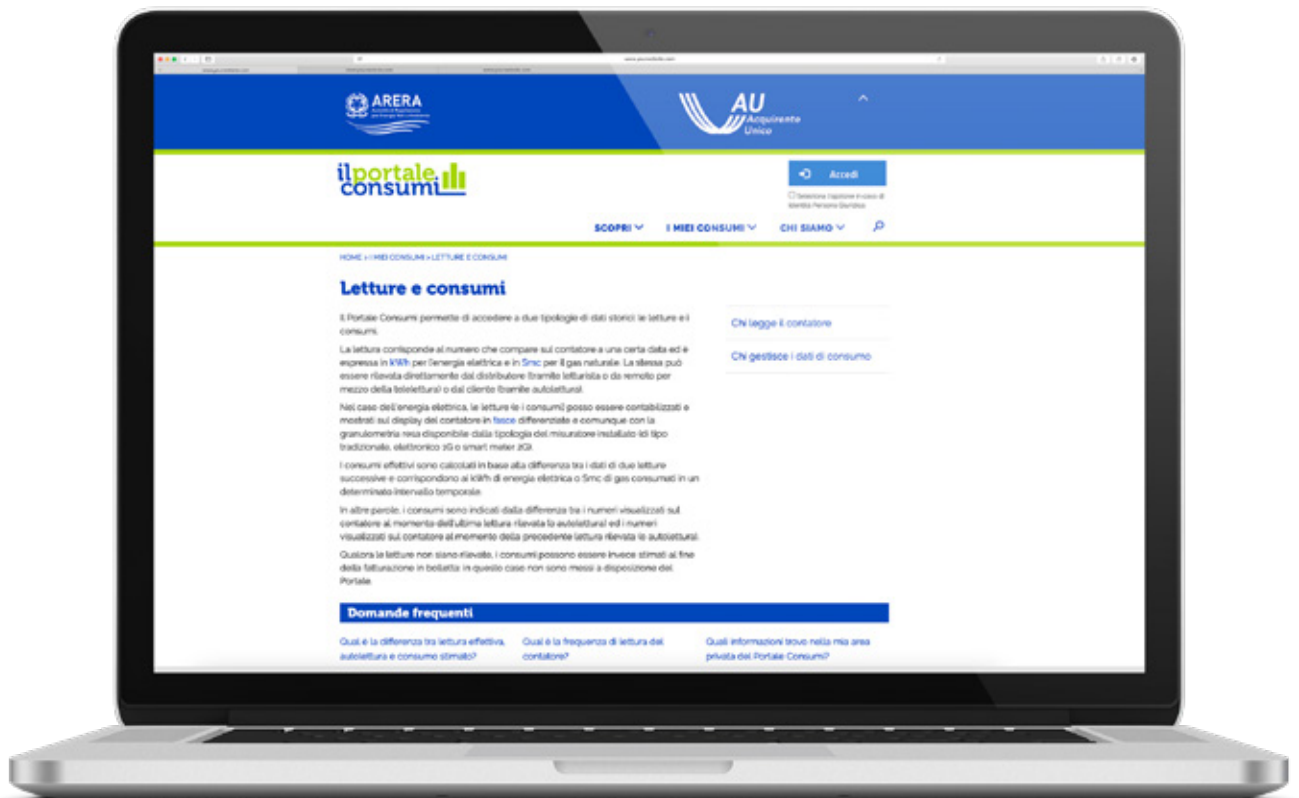 www.yourwebsite.com
ARERA
AU
Acquirente
Unico
ilportale
consumi
Accedi
Seleziona l'opzione in caso di
identità Persona Giuridica
SCOPRI
I MIEI CONSUMI
CHI SIAMO
HOME > I MIEI CONSUMI > LETTURE E CONSUMI
Letture e consumi
Il Portale Consumi permette di accedere a due tipologie di dati storici: le letture e i
consumi.
La lettura corrisponde al numero che compare sul contatore a una certa data ed è
espressa in kWh per l'energia elettrica e in Smc per il gas naturale. La stessa può
essere rilevata direttamente dal distributore (tramite letturista o da remoto per
mezzo della telelettura) o dal cliente (tramite autolettura).
Nel caso dell'energia elettrica, le letture (e i consumi) posso essere contabilizzati e
mostrati sul display del contatore in fasce differenziate e comunque con la
granulometria resa disponibile dalla tipologia del misuratore installato (di tipo
tradizionale, elettronico 1G o smart meter 2G).
I consumi effettivi sono calcolati in base alla differenza tra i dati di due letture
successive e corrispondono ai kWh di energia elettrica o Smc di gas consumati in un
determinato intervallo temporale.
In altre parole, i consumi sono indicati dalla differenza tra i numeri visualizzati sul
contatore al momento dell'ultima lettura rilevata (o autolettura) ed i numeri
visualizzati sul contatore al momento della precedente lettura rilevata (o autolettura).
Qualora le letture non siano rilevate, i consumi possono essere invece stimati al fine
della fatturazione in bolletta: in questo caso non sono messi a disposizione del
Portale.
Chi legge il contatore
Chi gestisce i dati di consumo
Domande frequenti
Qual è la differenza tra lettura effettiva,
autolettura e consumo stimato?
Qual è la frequenza di lettura del
contatore?
Quali informazioni trovo nella mia area
privata del Portale Consumi?